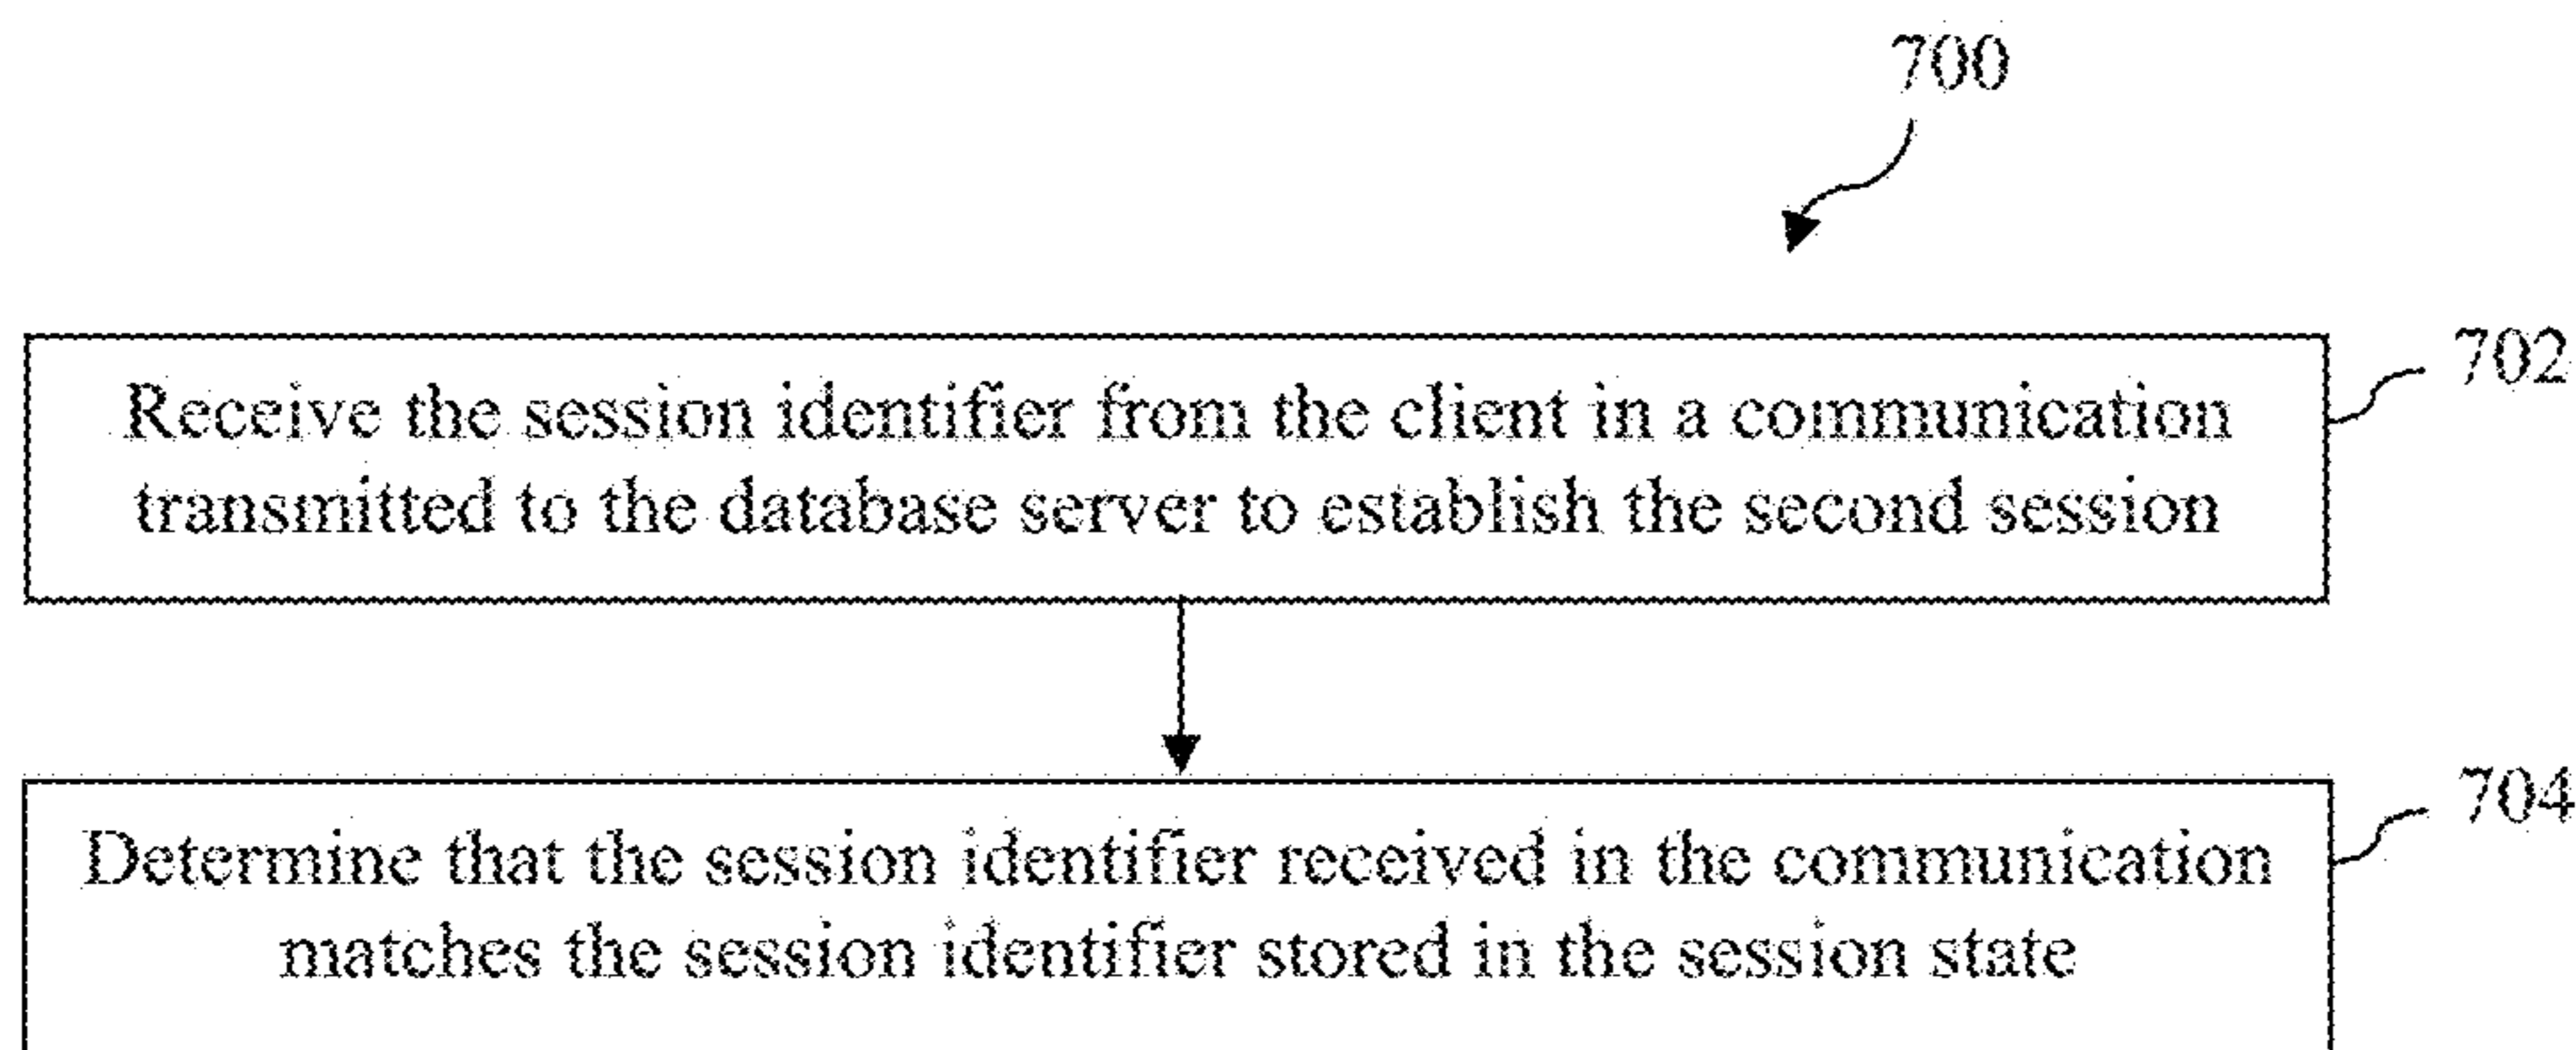 700
702
Receive the session identifier from the client in a communication
transmitted to the database server to establish the second session
704
Determine that the session identifier received in the communication
matches the session identifier stored in the session state